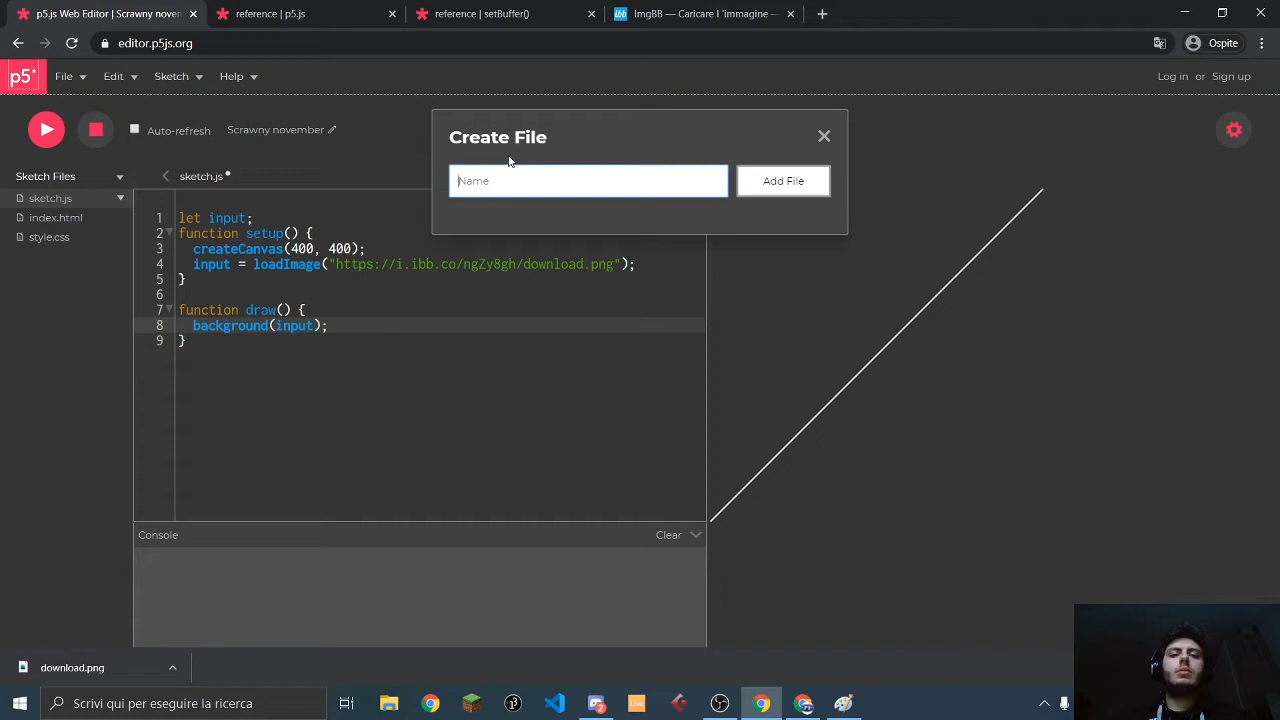 p5.js Web Editor | Scrawny nover
reference | p5.js
reference | setBuffer()
ibb
ImgBB — Caricare l 'immagine —
editor.p5js.org
Ospite
p5*
File
Edit
Sketch
Help
Log in or Sign up
Auto-refresh
Scrawny november
Create File
Name
Add File
Sketch Files
sketch.js
sketch.js
index.html
style.css
1 let input;
2 function setup() {
3 createCanvas(400, 400);
4 input = loadImage("https://i.ibb.co/ngZy8gh/download.png");
5 }
6
7 function draw() {
8 background(input);
9 }
Console
Clear
download.png
Scrivi qui per eseguire la ricerca
Live